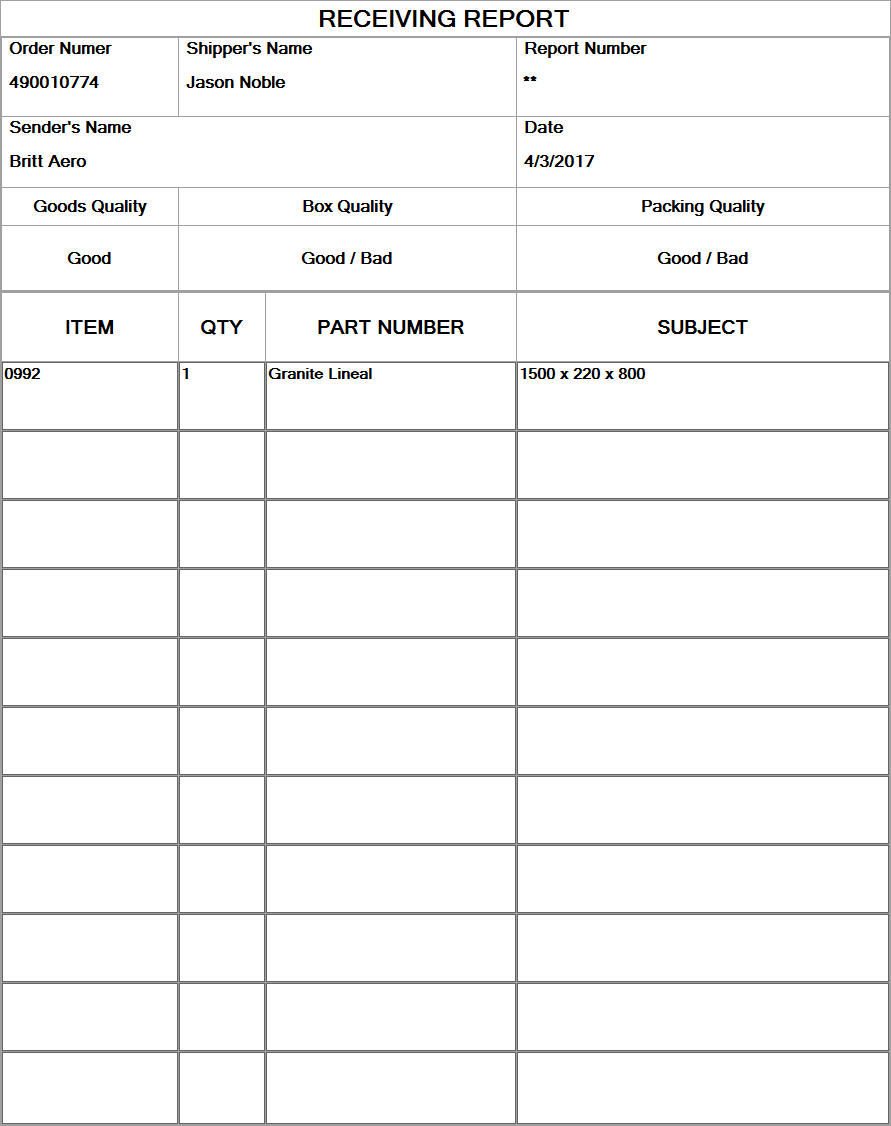 RECEIVING REPORT
Order Numer Shipper's Name Report Number
490010774 Jason Noble **
Sender's Name Date
Britt Aero 4/3/2017
Goods Quality Box Quality Packing Quality
Good Good / Bad Good / Bad
ITEM QTY PART NUMBER SUBJECT
0992 1 Granite Lineal 1500 x 220 x 800